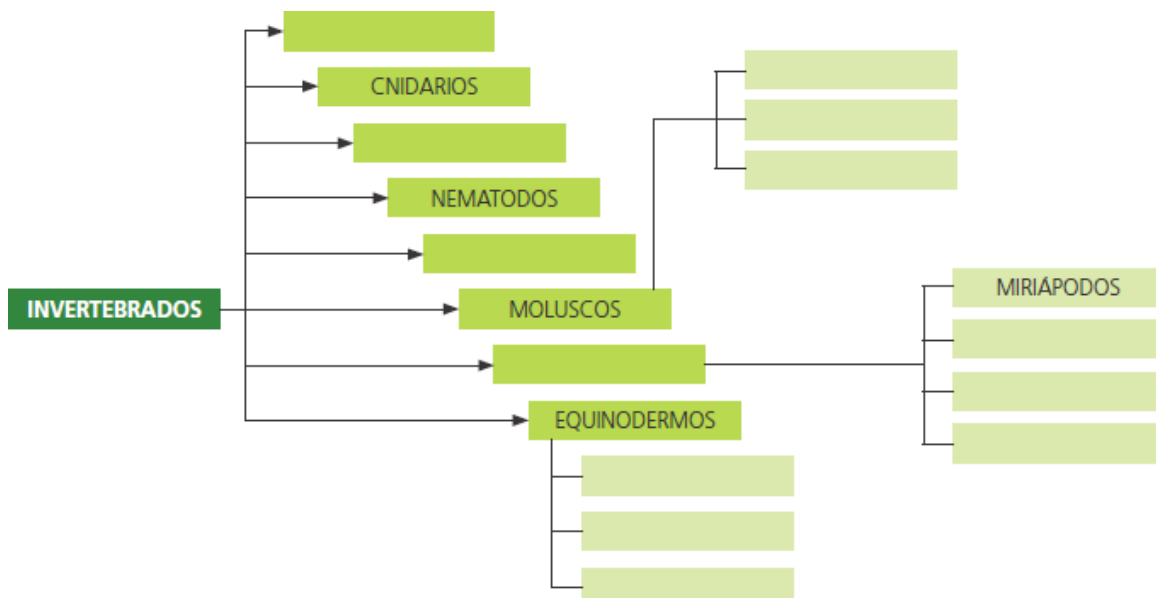 CNIDARIOS
NEMATODOS
INVERTEBRADOS
MOLUSCOS
MIRIÁPODOS
EQUINODERMOS